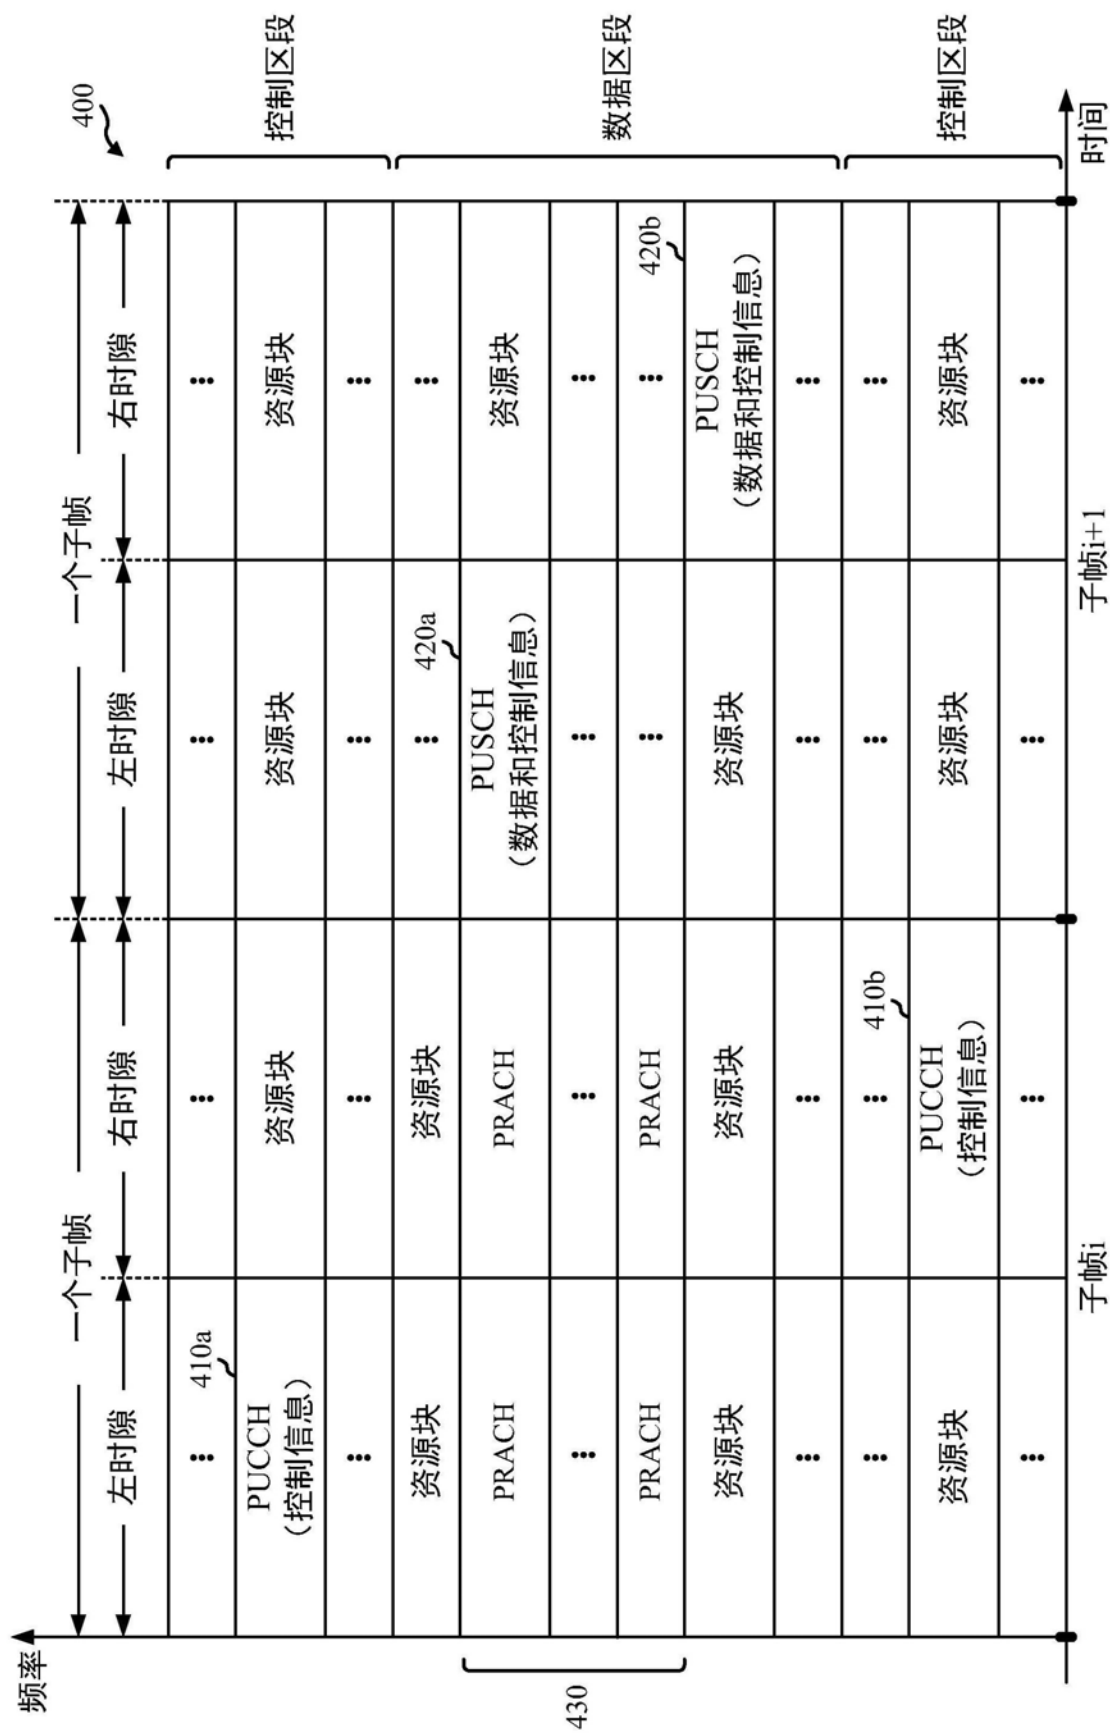 400
频率
一个子帧
一个子帧
左时隙
右时隙
左时隙
右时隙
⋯
⋯
⋯
⋯
410a
PUCCH
（控制信息）
资源块
资源块
资源块
控制区段
⋯
⋯
⋯
⋯
资源块
资源块
⋯
⋯
420a
430
PRACH
PRACH
PUSCH
（数据和控制信息）
资源块
⋯
⋯
⋯
⋯
数据区段
PRACH
PRACH
⋯
⋯
420b
资源块
资源块
资源块
PUSCH
（数据和控制信息）
⋯
⋯
⋯
⋯
⋯
⋯
410b
⋯
⋯
资源块
PUCCH
（控制信息）
资源块
资源块
控制区段
⋯
⋯
⋯
⋯
子帧i
子帧i+1
时间